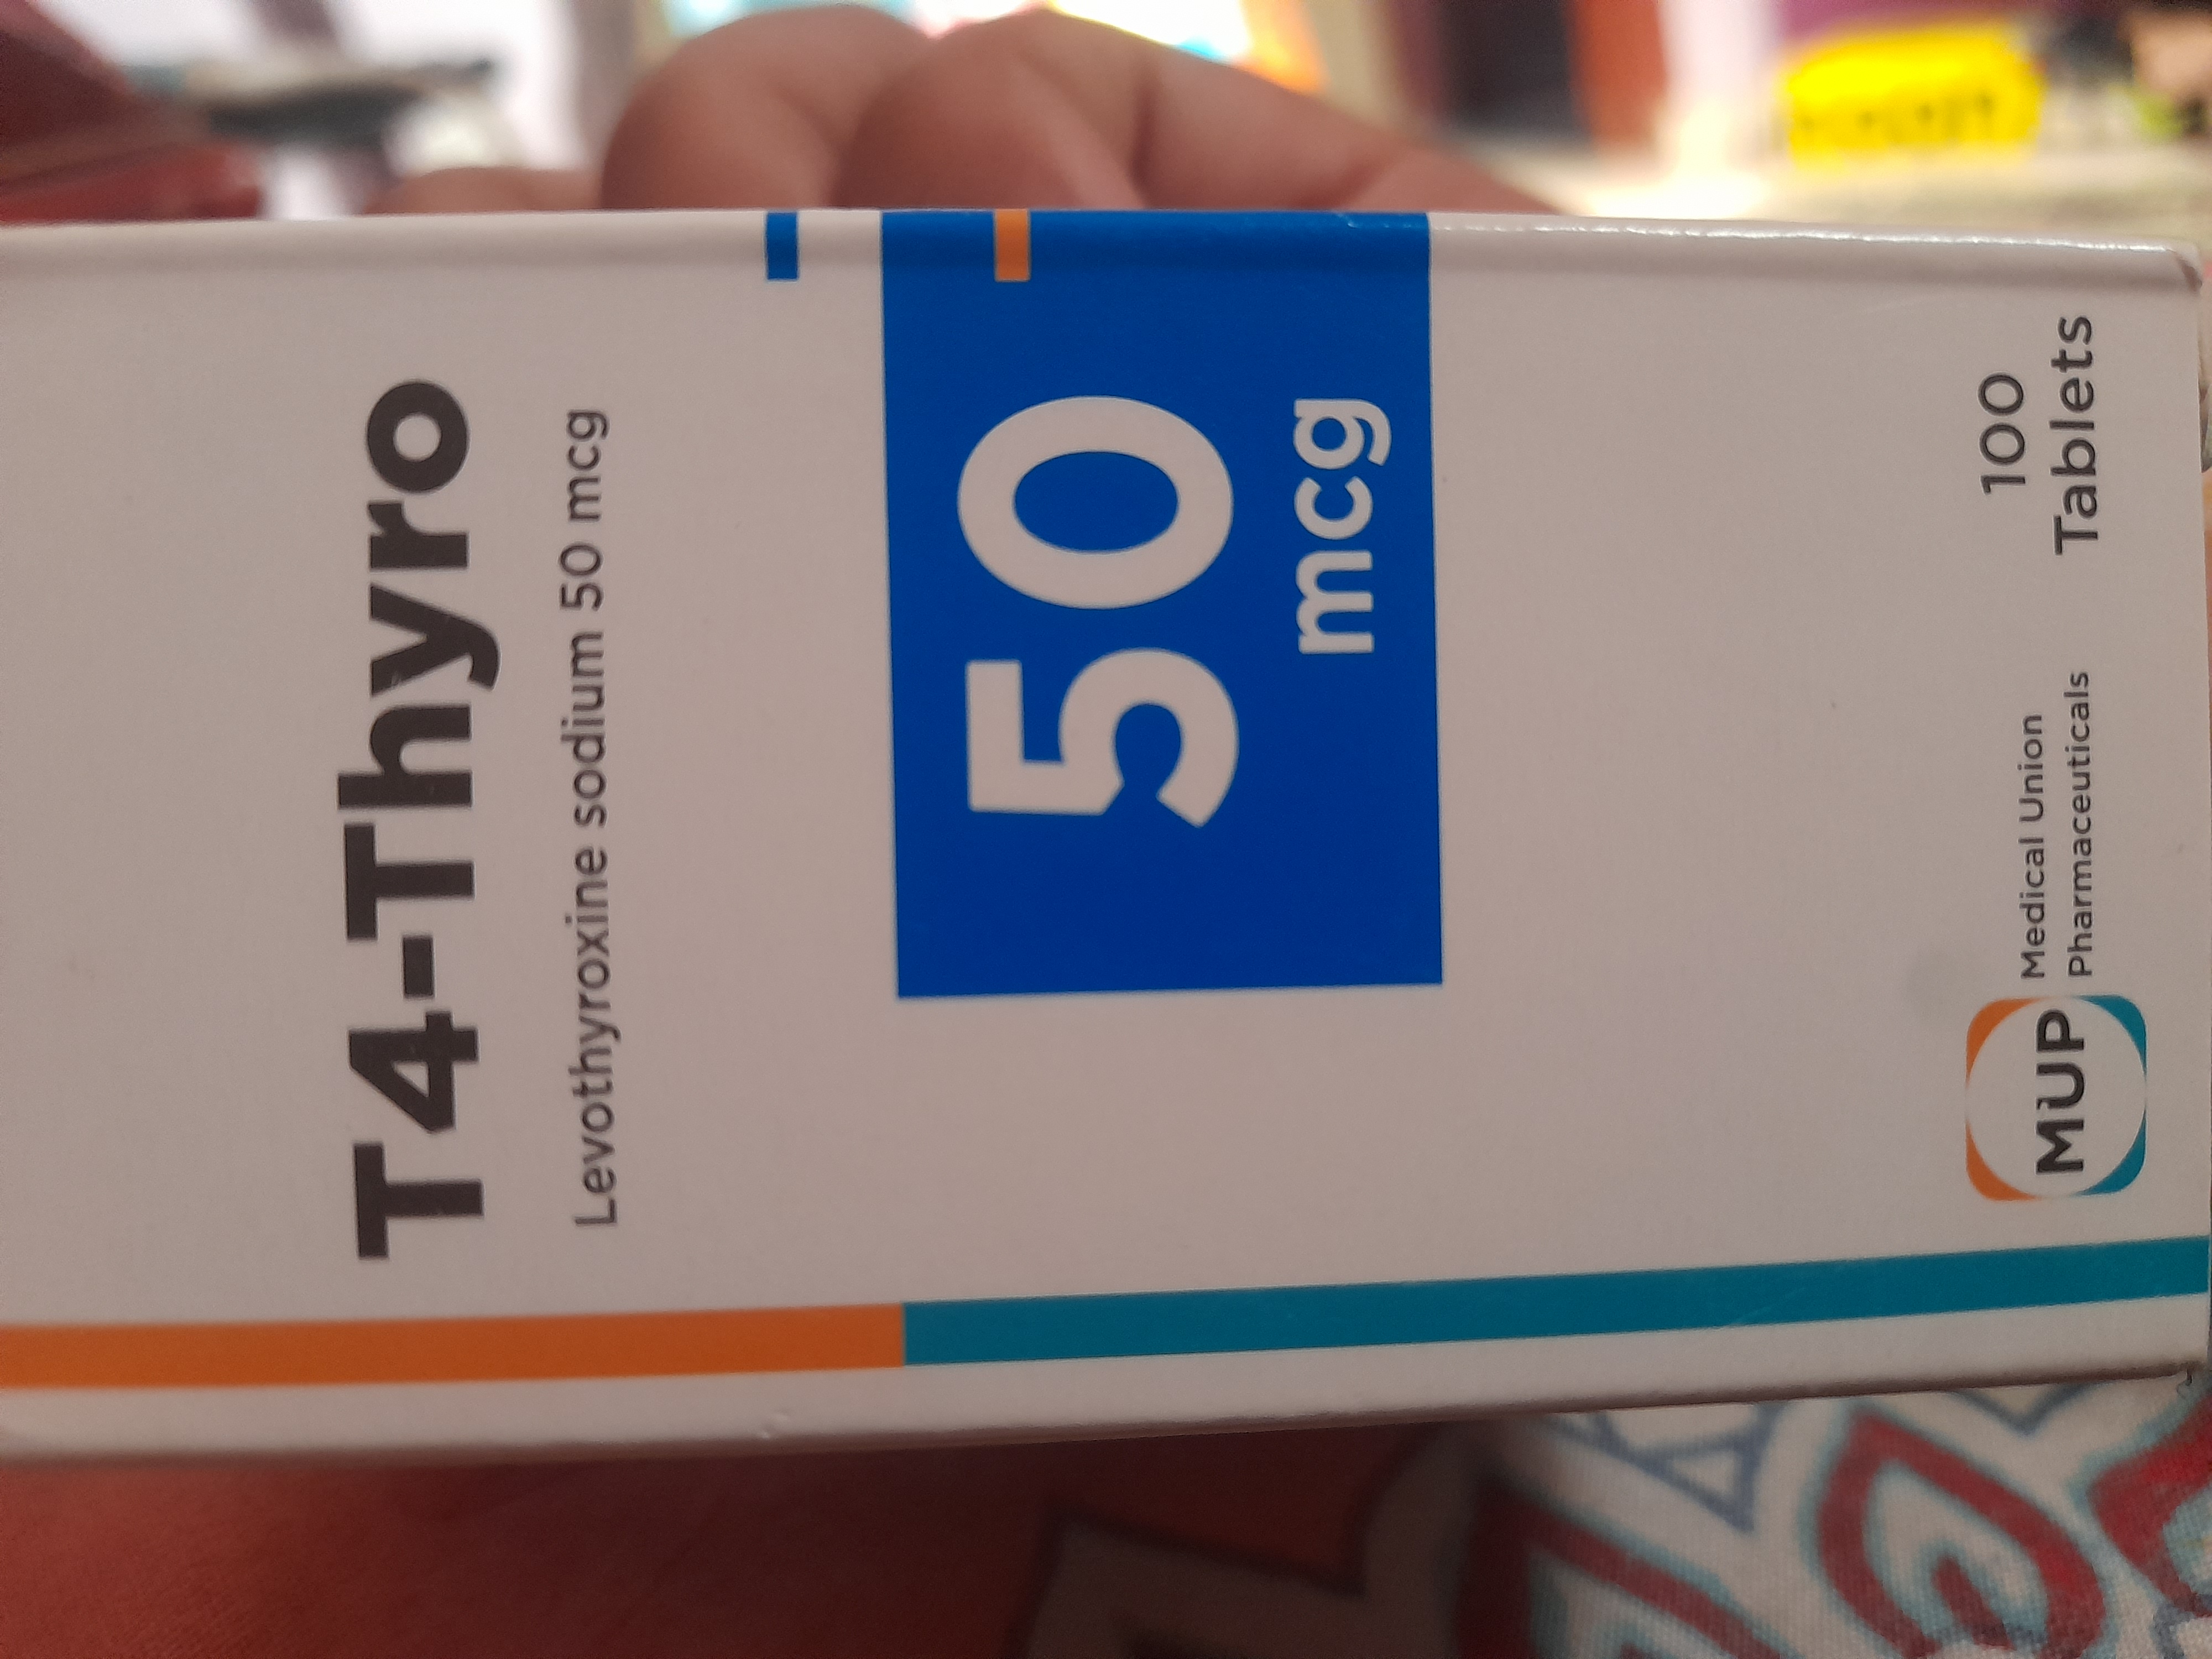 T4-Thyro
Levothyroxine sodium 50 mcg
50
mcg
MUP
Medical Union
Pharmaceuticals
100
Tablets